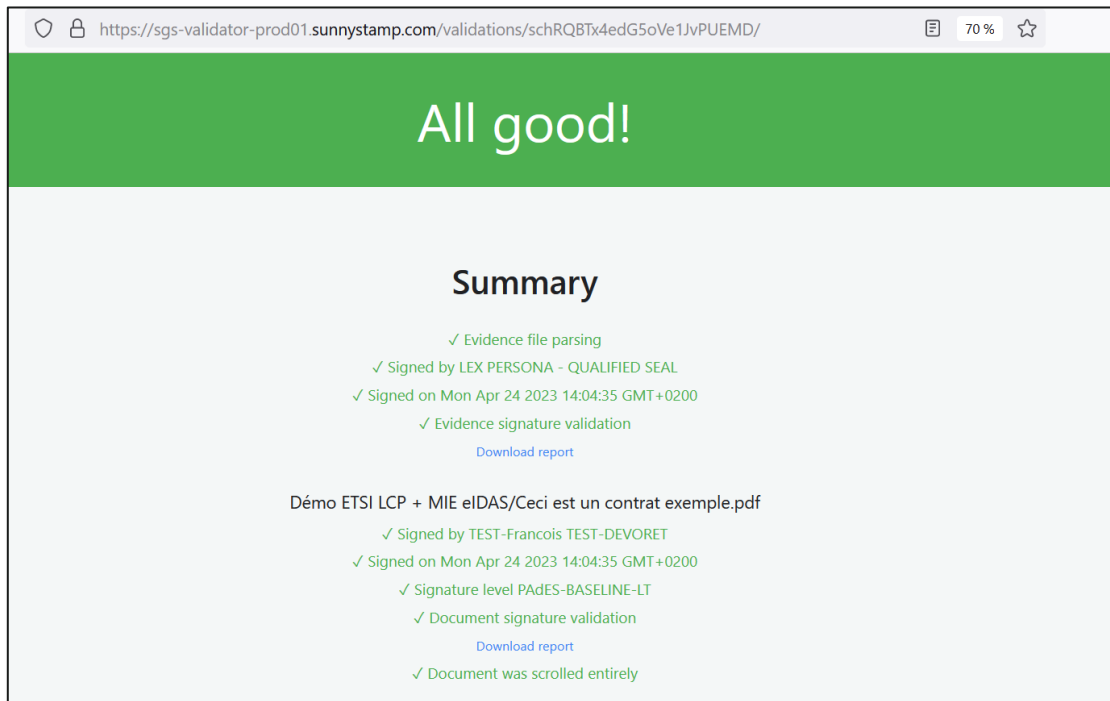 https://sgs-validator-prod01.sunnystamp.com/validations/schRQBTx4edG5oVe1JvPUEMD/
70 %
All good!
Summary
✓ Evidence file parsing
✓ Signed by LEX PERSONA - QUALIFIED SEAL
✓ Signed on Mon Apr 24 2023 14:04:35 GMT+0200
✓ Evidence signature validation
Download report
Démo ETSI LCP + MIE eIDAS/Ceci est un contrat exemple.pdf
✓ Signed by TEST-Francois TEST-DEVORET
✓ Signed on Mon Apr 24 2023 14:04:35 GMT+0200
✓ Signature level PAdES-BASELINE-LT
✓ Document signature validation
Download report
✓ Document was scrolled entirely